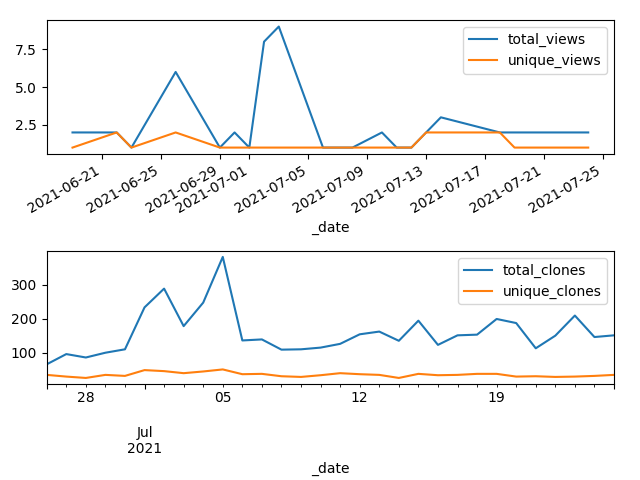 total_views
unique_views
7.5
5.0
2.5
2021-06-21
2021-06-25
2021-06-29
2021-07-01
2021-07-05
2021-07-09
2021-07-13
2021-07-17
2021-07-21
2021-07-25
_date
total_clones
unique_clones
300
200
100
28 05 12 19
Jul
2021
_date